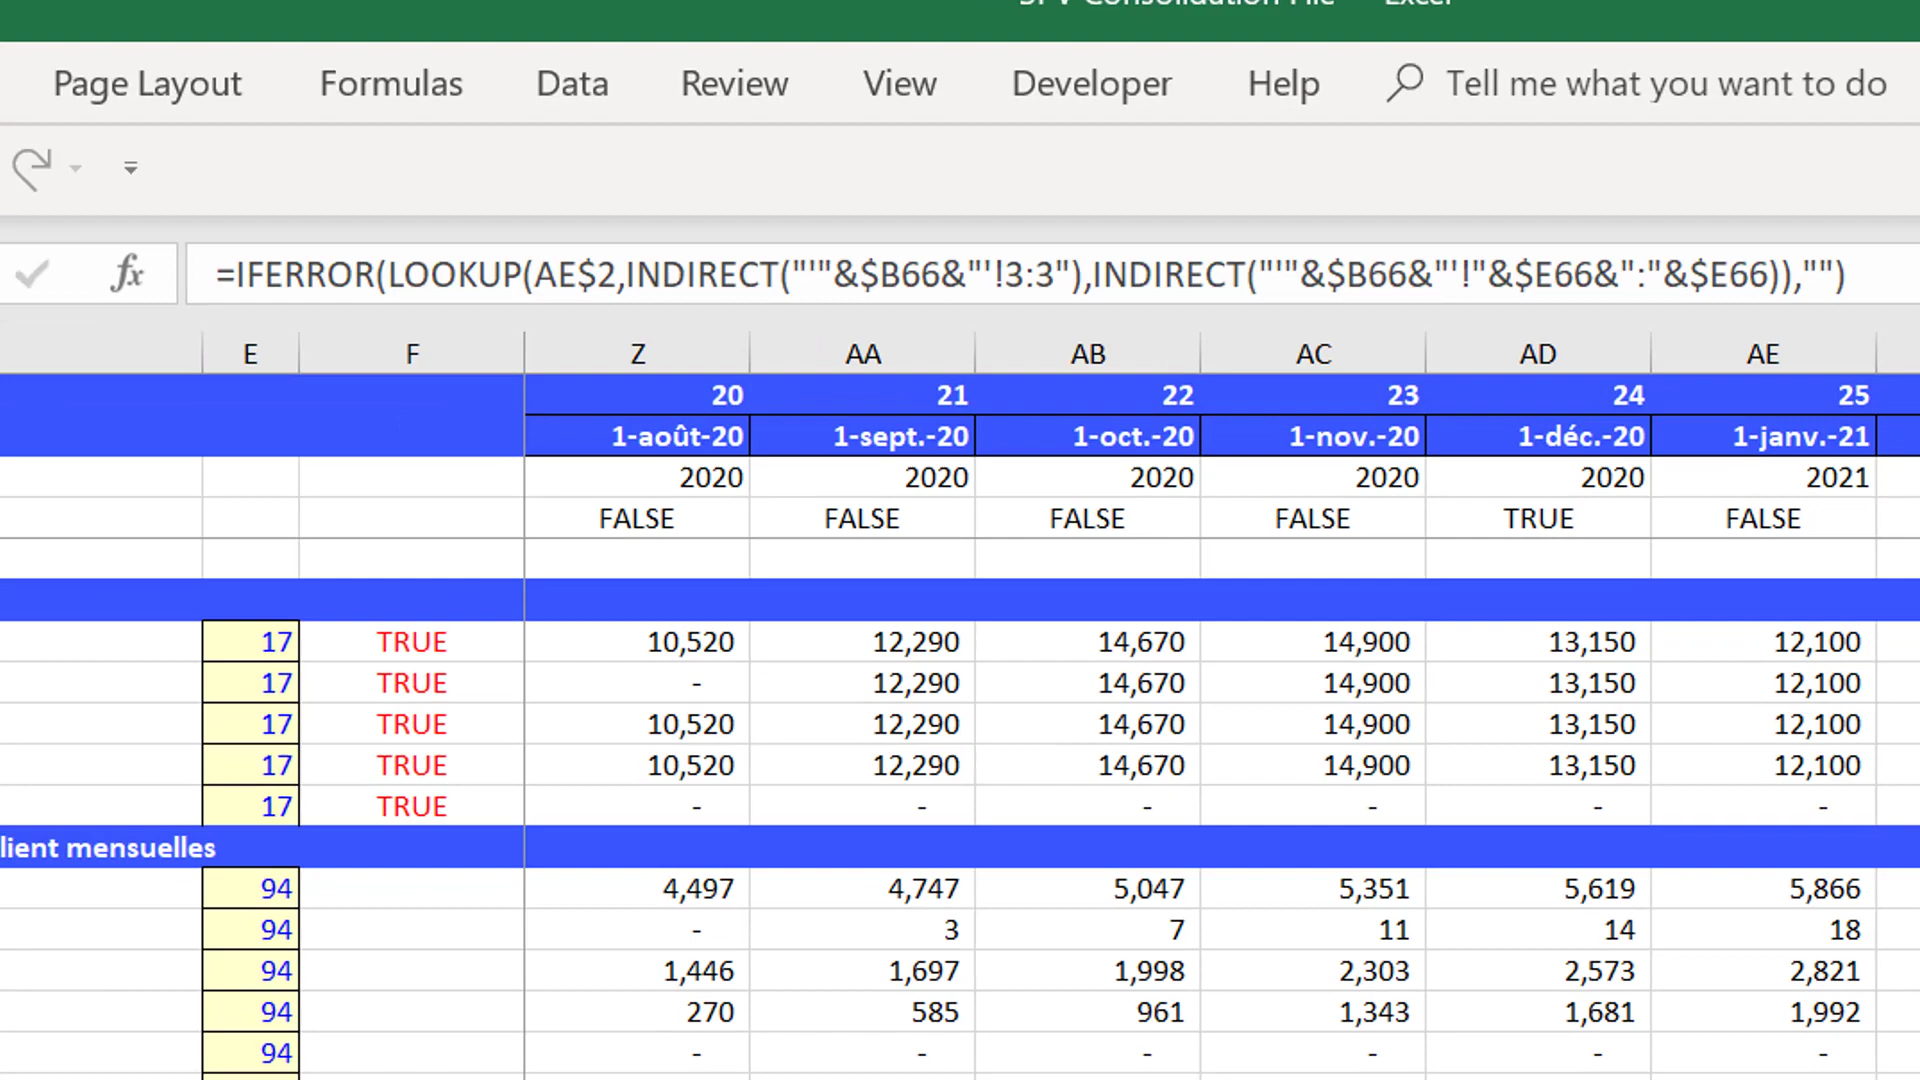 SPV Consolidation File - Excel
Page Layout Formulas Data Review View Developer Help Tell me what you want to do
fx =IFERROR(LOOKUP(AE$2,INDIRECT("'"&$B66&"'!3:3"),INDIRECT("'"&$B66&"'!"&$E66&":"&$E66)),"")
E F Z AA AB AC AD AE
20 21 22 23 24 25
1-août-20 1-sept.-20 1-oct.-20 1-nov.-20 1-déc.-20 1-janv.-21
2020 2020 2020 2020 2020 2021
FALSE FALSE FALSE FALSE TRUE FALSE
17 TRUE 10,520 12,290 14,670 14,900 13,150 12,100
17 TRUE - 12,290 14,670 14,900 13,150 12,100
17 TRUE 10,520 12,290 14,670 14,900 13,150 12,100
17 TRUE 10,520 12,290 14,670 14,900 13,150 12,100
17 TRUE - - - - - -
lient mensuelles
94 4,497 4,747 5,047 5,351 5,619 5,866
94 - 3 7 11 14 18
94 1,446 1,697 1,998 2,303 2,573 2,821
94 270 585 961 1,343 1,681 1,992
94 - - - - - -